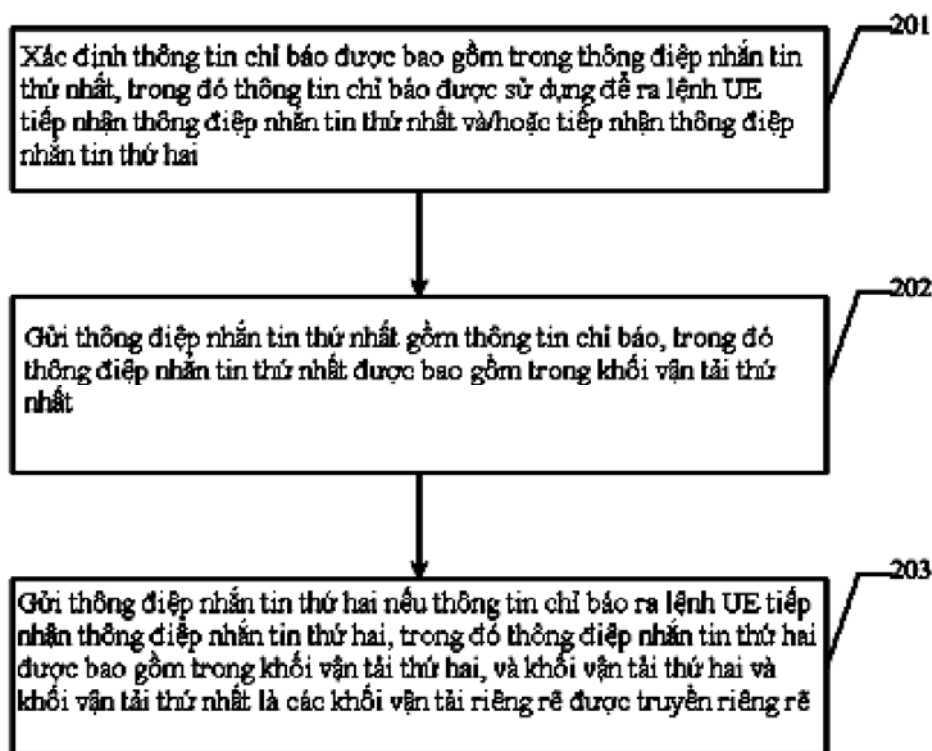 201
Xác định thông tin chỉ báo được bao gồm trong thông điệp nhắn tin
thứ nhất, trong đó thông tin chỉ báo được sử dụng để ra lệnh UE
tiếp nhận thông điệp nhắn tin thứ nhất và/hoặc tiếp nhận thông điệp
nhắn tin thứ hai
202
Gửi thông điệp nhắn tin thứ nhất gồm thông tin chỉ báo, trong đó
thông điệp nhắn tin thứ nhất được bao gồm trong khối vận tải thứ
nhất
203
Gửi thông điệp nhắn tin thứ hai nếu thông tin chỉ báo ra lệnh UE tiếp
nhận thông điệp nhắn tin thứ hai, trong đó thông điệp nhắn tin thứ hai
được bao gồm trong khối vận tải thứ hai, và khối vận tải thứ hai và
khối vận tải thứ nhất là các khối vận tải riêng rẽ được truyền riêng rẽ